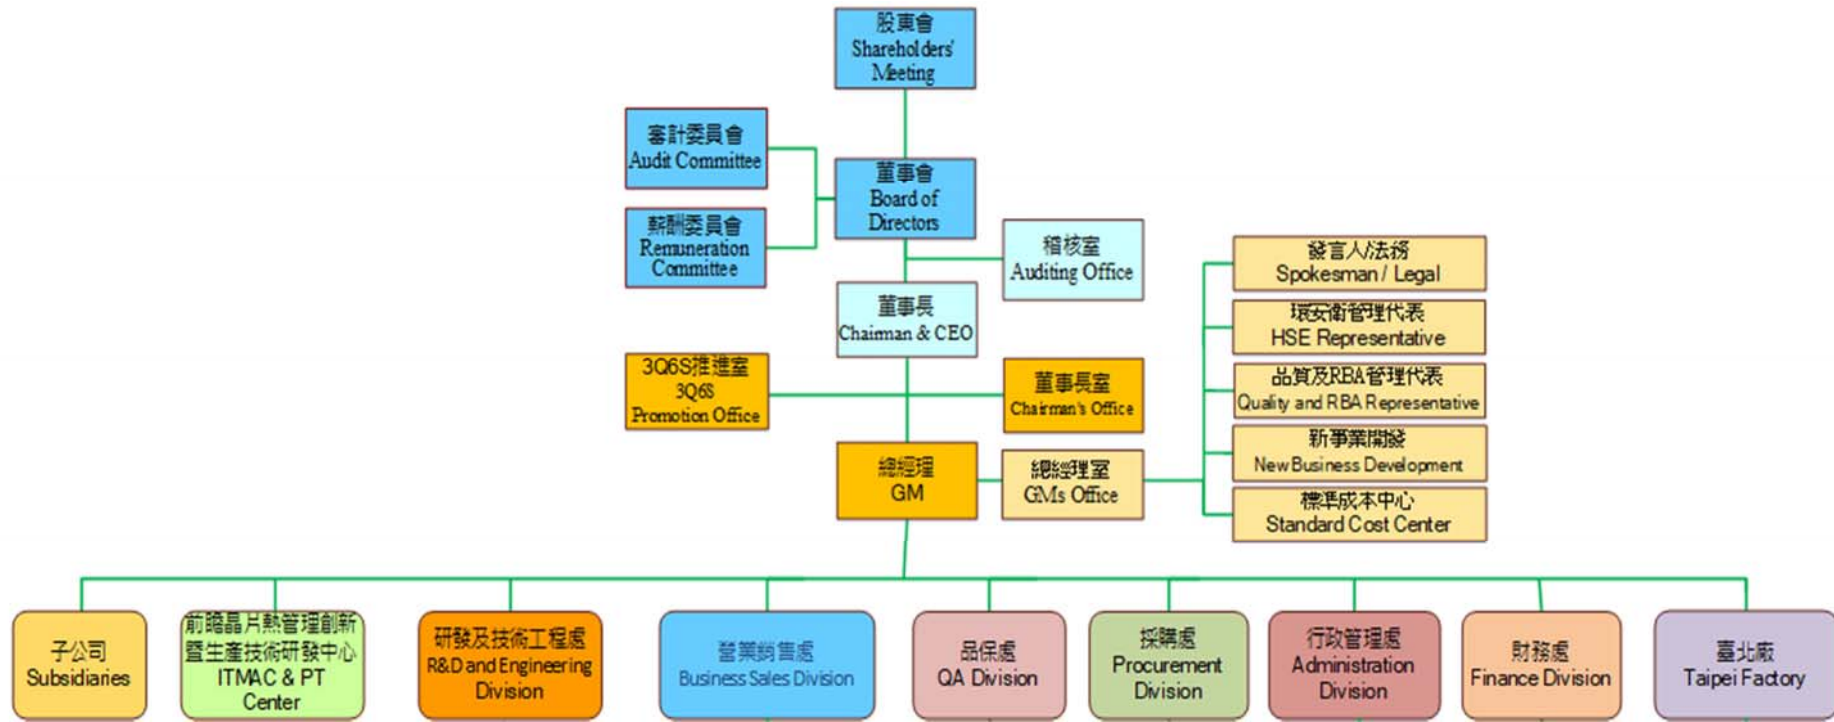 股東會
Shareholders'
Meeting
審計委員會
Audit Committee
董事會
Board of
Directors
薪酬委員會
Remuneration
Committee
稽核室
Auditing Office
董事長
Chairman & CEO
3Q6S推進室
3Q6S
Promotion Office
董事長室
Chairman's Office
總經理
GM
總經理室
GMs Office
發言人/法務
Spokesman / Legal
環安衛管理代表
HSE Representative
品質及RBA管理代表
Quality and RBA Representative
新事業開發
New Business Development
標準成本中心
Standard Cost Center
子公司
Subsidiaries
前瞻晶片熱管理創新
暨生產技術研發中心
ITMAC & PT
Center
研發及技術工程處
R&D and Engineering
Division
營業銷售處
Business Sales Division
品保處
QA Division
採購處
Procurement
Division
行政管理處
Administration
Division
財務處
Finance Division
臺北廠
Taipei Factory